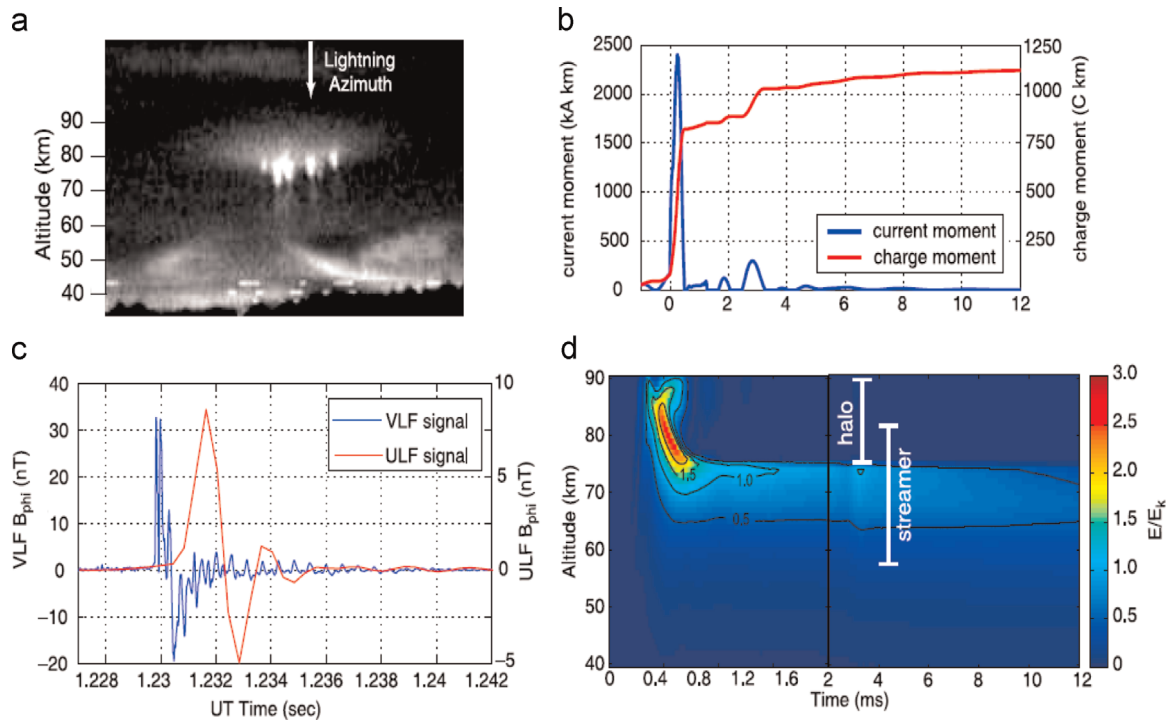 a
Lightning
Azimuth
90
80
70
60
50
40
Altitude (km)
b
2500
2000
1500
1000
500
0
current moment (kA km)
1250
1000
750
500
250
charge moment (C km)
current moment
charge moment
0 2 4 6 8 10 12
c
40
30
20
10
0
−10
−20
VLF Bphi (nT)
10
5
0
−5
ULF Bphi (nT)
VLF signal
ULF signal
1.228 1.23 1.232 1.234 1.236 1.238 1.24 1.242
UT Time (sec)
d
90
80
70
60
50
40
Altitude (km)
halo
streamer
1.5
1.0
0.5
0 0.4 0.8 1.2 1.6 2 4 6 8 10 12
Time (ms)
3.0
2.5
2.0
1.5
1.0
0.5
0
E/Ek